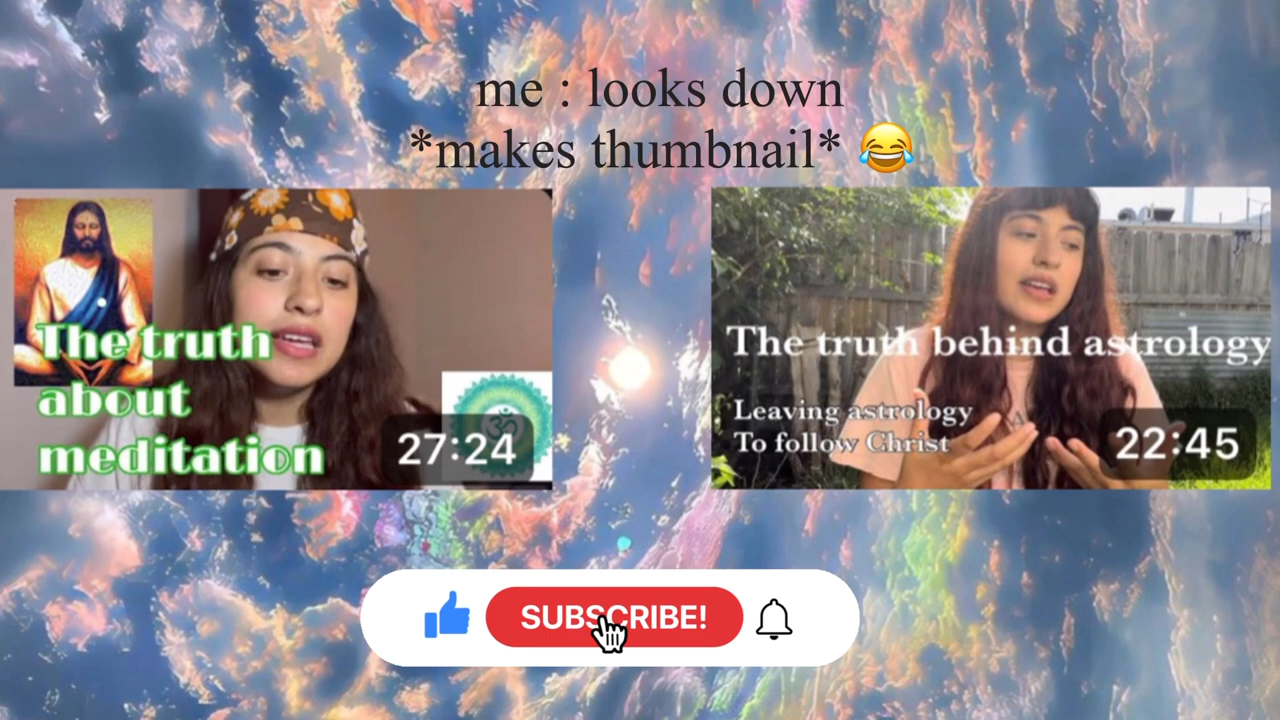 me : looks down
*makes thumbnail* 😂
The truth
about
meditation
27:24
The truth behind astrology
Leaving astrology
To follow Christ
22:45
SUBSCRIBE!